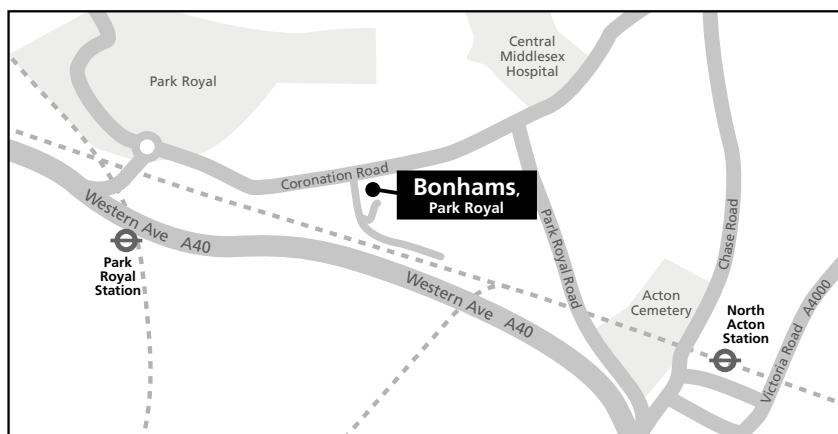 Central
Middlesex
Hospital
Park Royal
Coronation Road
Bonhams,
Park Royal
Western Ave A40
Park
Royal
Station
Park Royal Road
Chase Road
Western Ave A40
Acton
Cemetery
North
Acton
Station
Victoria Road A4000